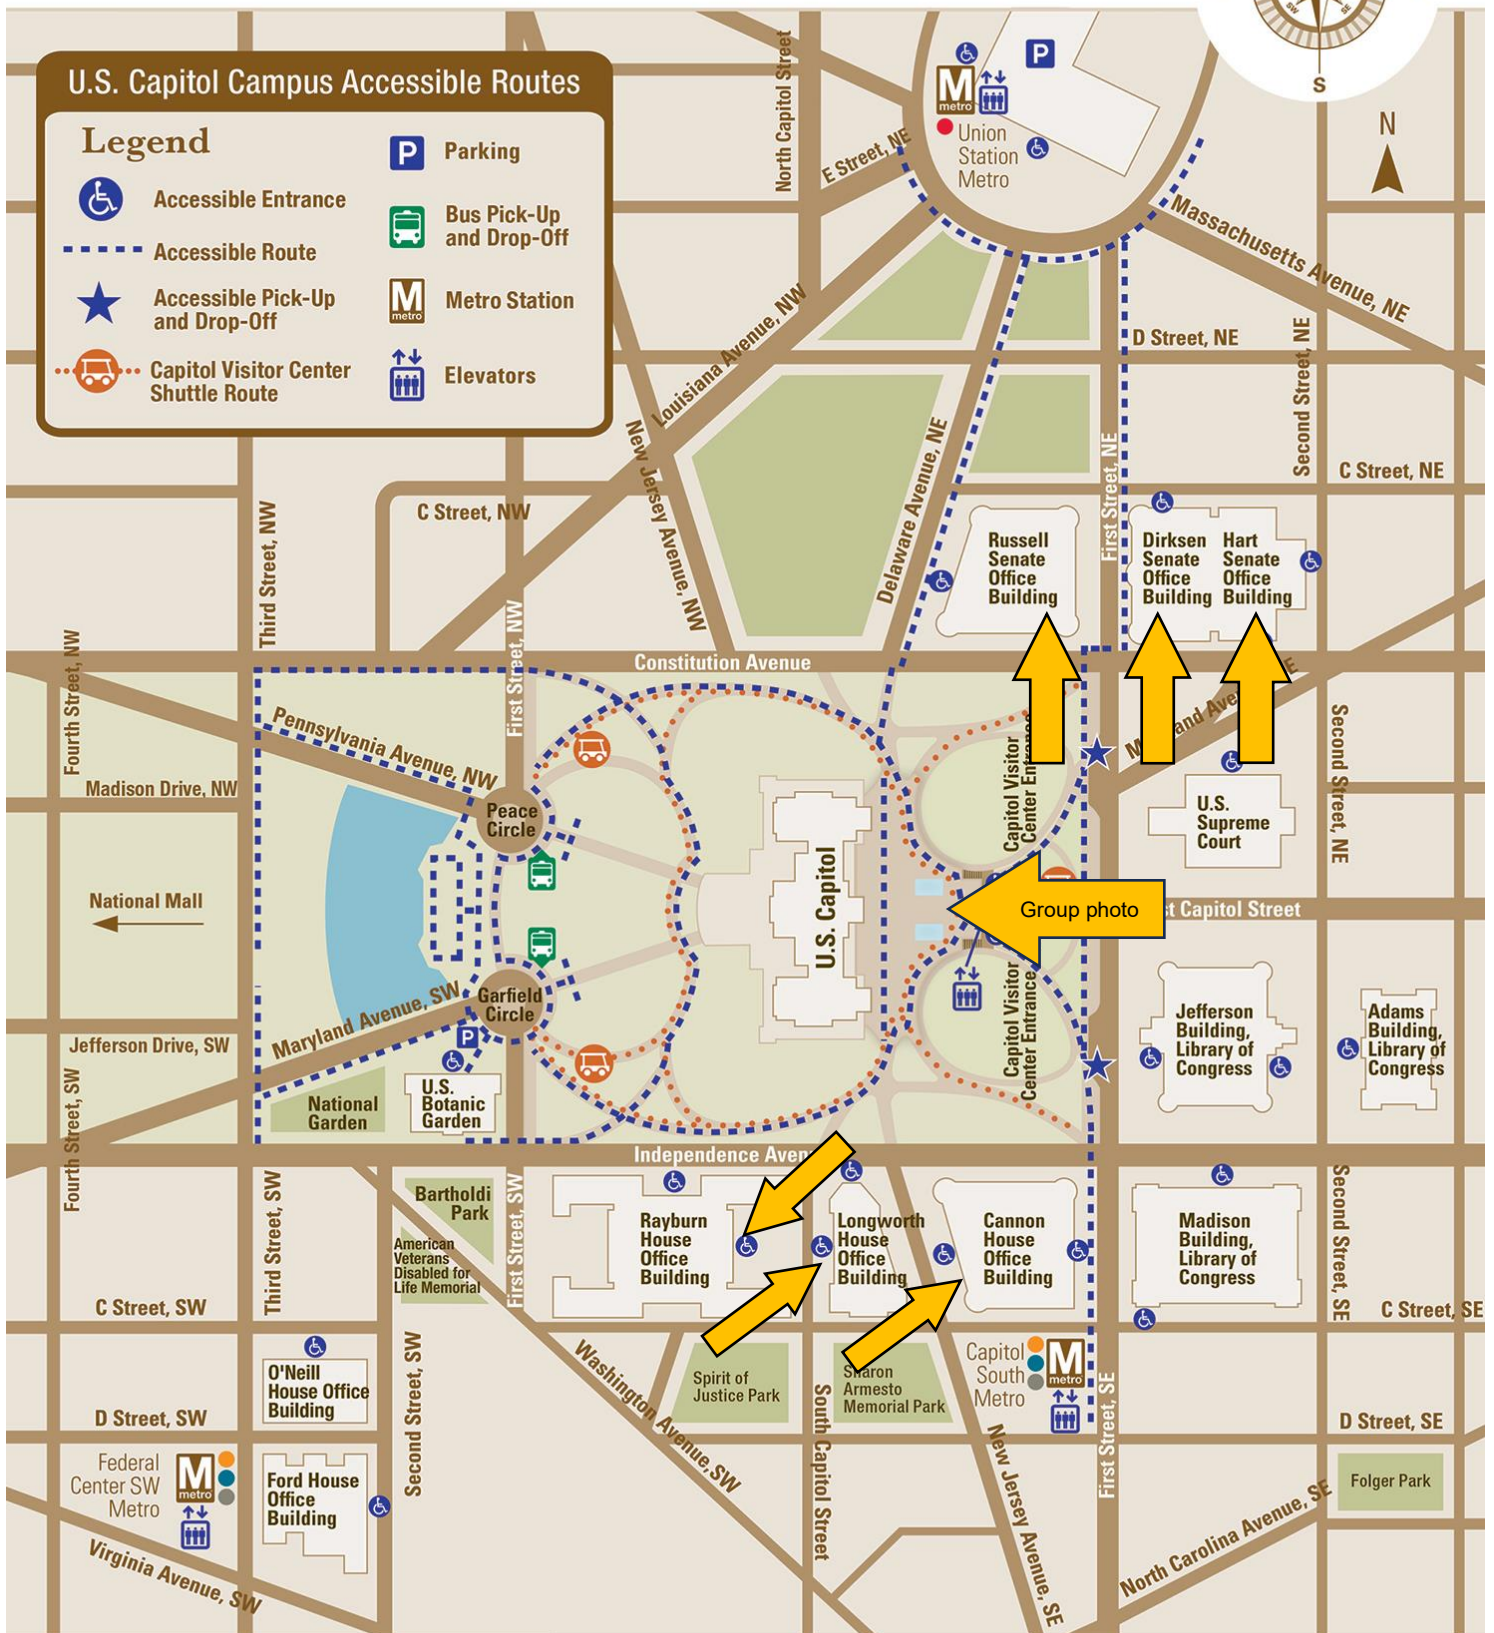 SW
SE
S
N
U.S. Capitol Campus Accessible Routes
Legend
Accessible Entrance
Accessible Route
Accessible Pick-Up
and Drop-Off
Capitol Visitor Center
Shuttle Route
P
Parking
Bus Pick-Up
and Drop-Off
M
metro
Metro Station
Elevators
North Capitol Street
E Street, NE
P
M
metro
Union
Station
Metro
Massachusetts Avenue, NE
Louisiana Avenue, NW
D Street, NE
Second Street, NE
New Jersey Avenue, NW
Delaware Avenue, NE
First Street, NE
C Street, NE
C Street, NW
Third Street, NW
First Street, NW
Russell
Senate
Office
Building
Dirksen
Senate
Office
Building
Hart
Senate
Office
Building
Fourth Street, NW
Constitution Avenue
Pennsylvania Avenue, NW
Madison Drive, NW
Peace
Circle
Capitol Visitor
Second Street, NE
U.S.
Supreme
Court
U.S. Capitol
National Mall
Group photo
Capitol Street
Garfield
Circle
Maryland Avenue, SW
Jefferson Drive, SW
P
U.S.
Botanic
Garden
National
Garden
Capitol Visitor
Center Entrance
Jefferson
Building,
Library of
Congress
Adams
Building,
Library of
Congress
Fourth Street, SW
Independence
Third Street, SW
First Street, SW
Bartholdi
Park
American
Veterans
Disabled for
Life Memorial
Rayburn
House
Office
Building
Longworth
House
Office
Building
Cannon
House
Office
Building
Madison
Building,
Library of
Congress
Second Street, SE
C Street, SW
C Street, SE
O'Neill
House Office
Building
Second Street, SW
Washington Avenue, SW
Spirit of
Justice Park
Sharon
Armesto
Memorial Park
South Capitol Street
Capitol
South
Metro
M
metro
First Street, SE
New Jersey Avenue, SE
D Street, SW
D Street, SE
Federal
Center SW
Metro
M
metro
Ford House
Office
Building
Folger Park
Virginia Avenue, SW
North Carolina Avenue, SE